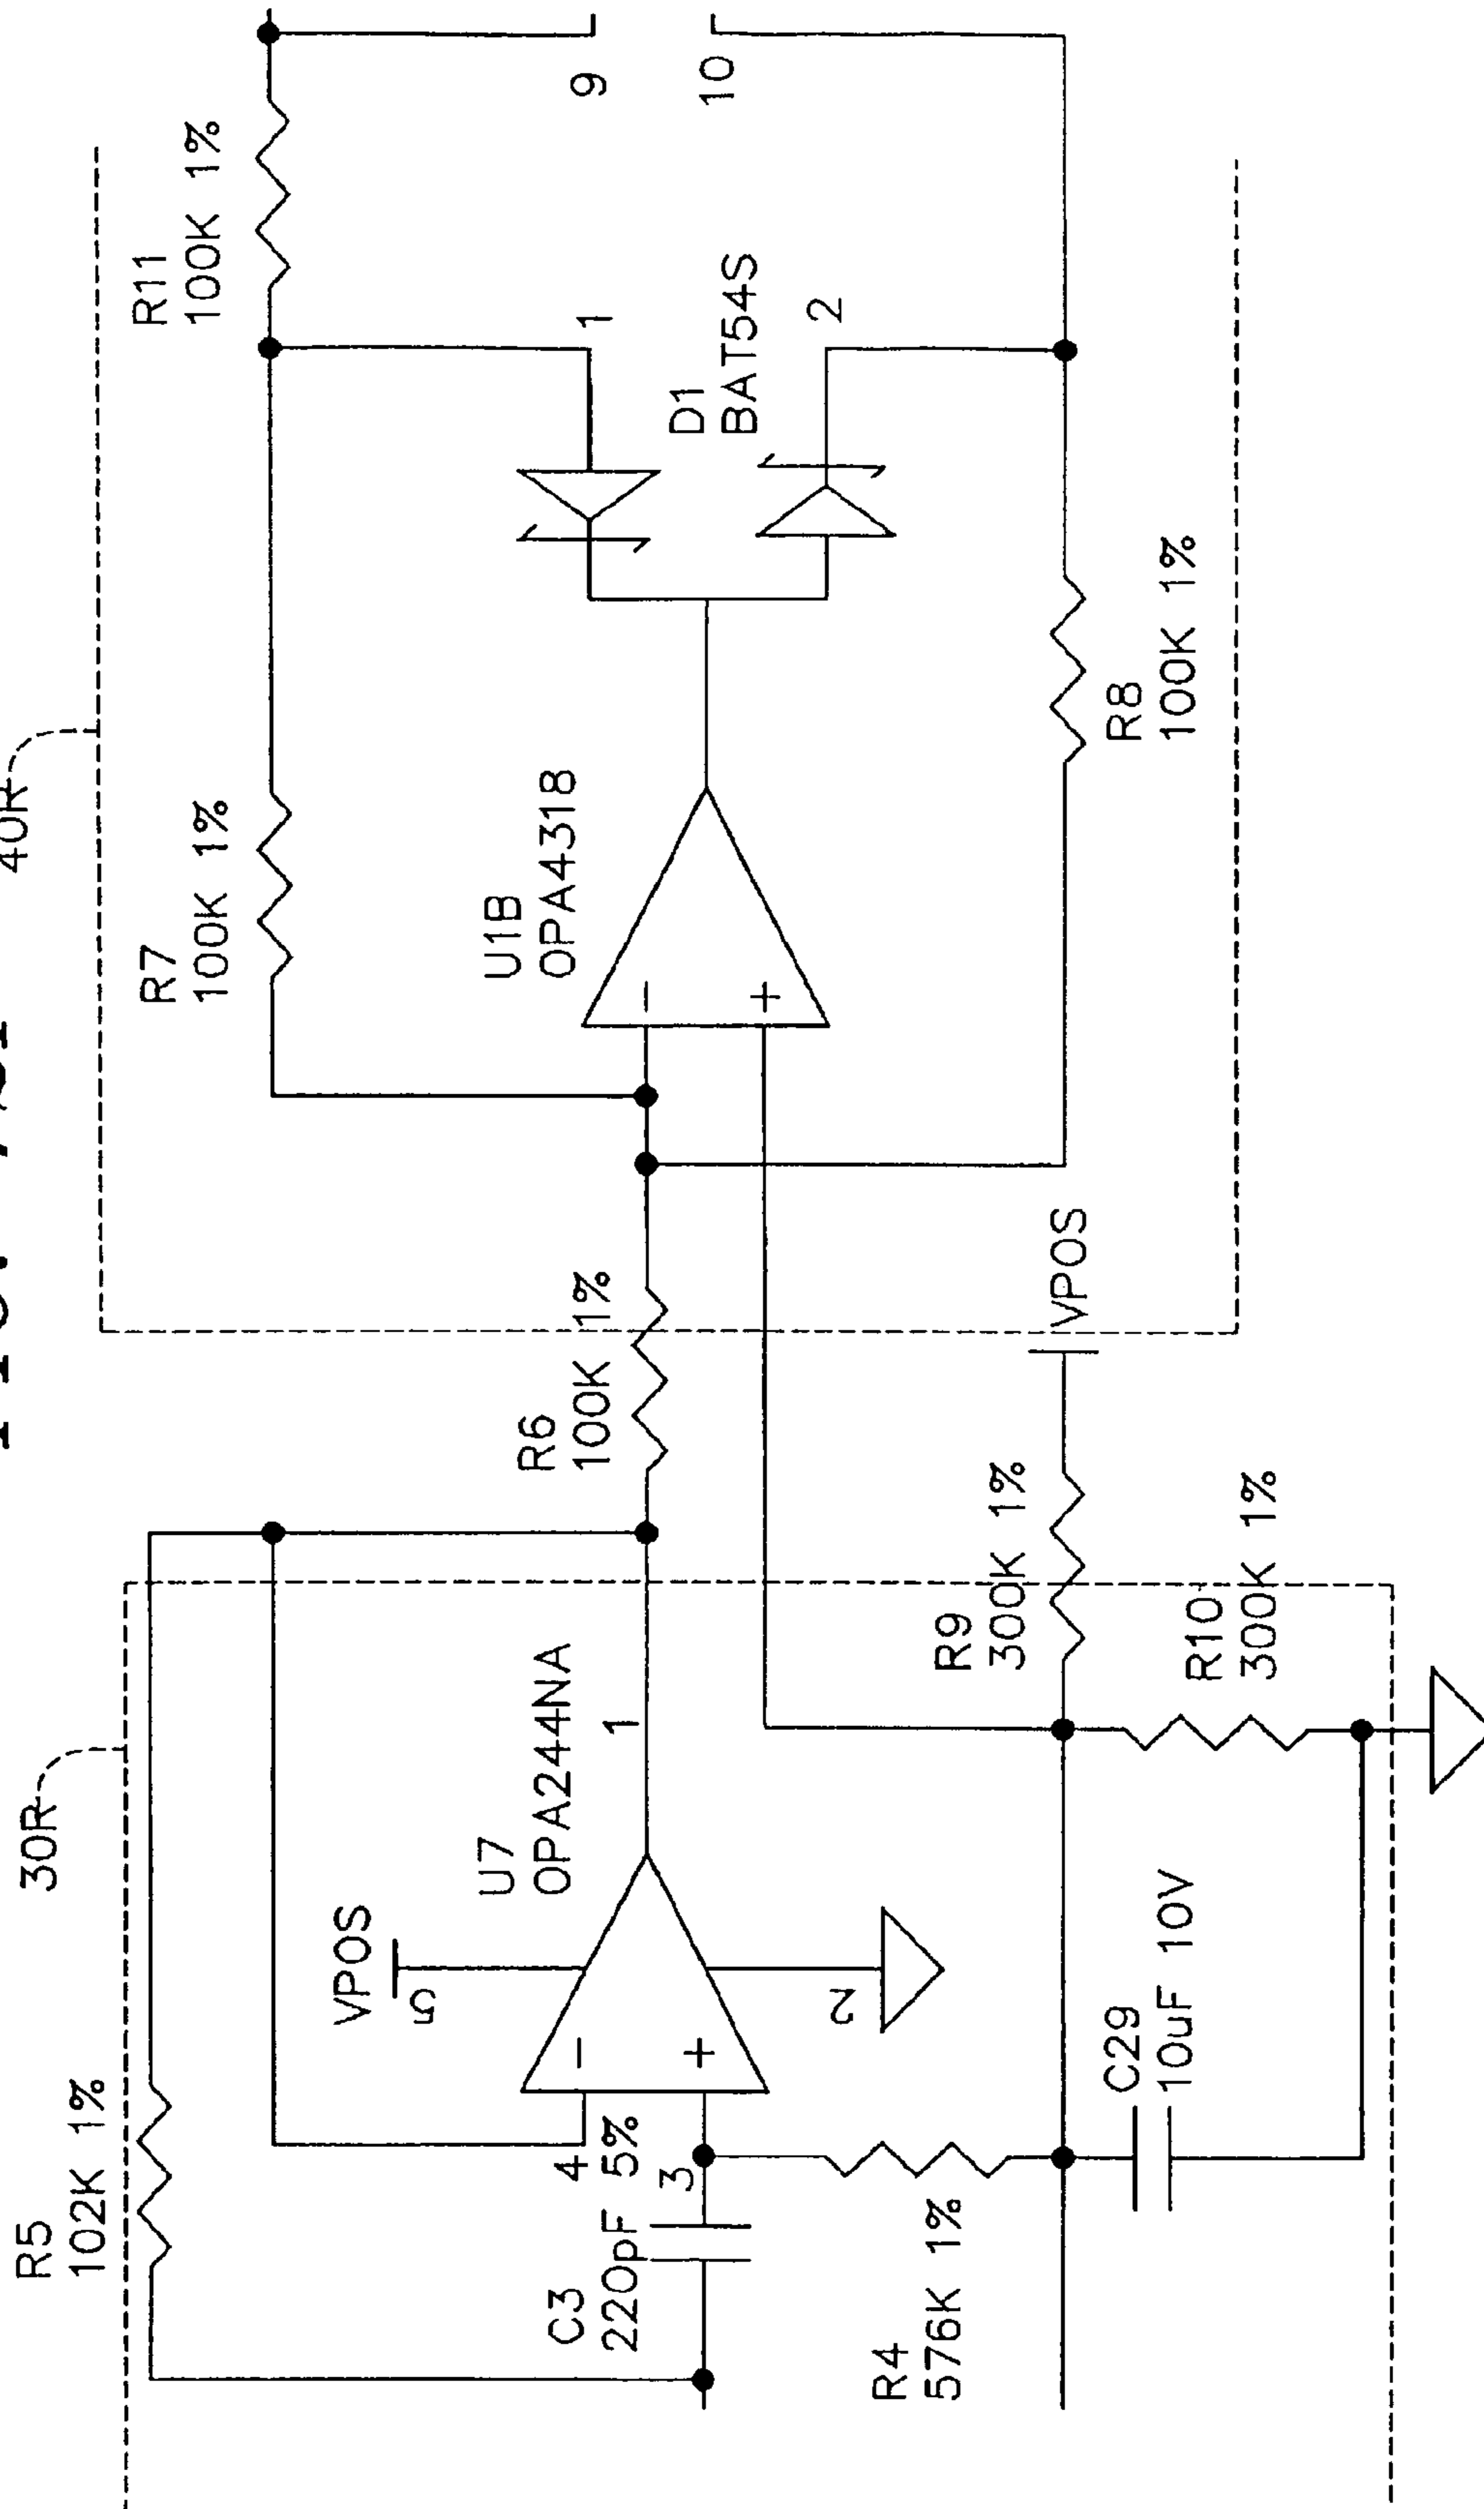 40R
R11
100K 1%
R7
100K 1%
9
10
1
D1
BAT54S
2
U1B
OPA4318
−
+
R8
100K 1%
R6
100K 1%
VPOS
30R
R5
102K 1%
VPOS
5
U7
OPA244NA
1
−
+
4
3
2
C3
220pF 5%
R4
576K 1%
R9
300K 1%
R10
300K 1%
C29
10uF 10V